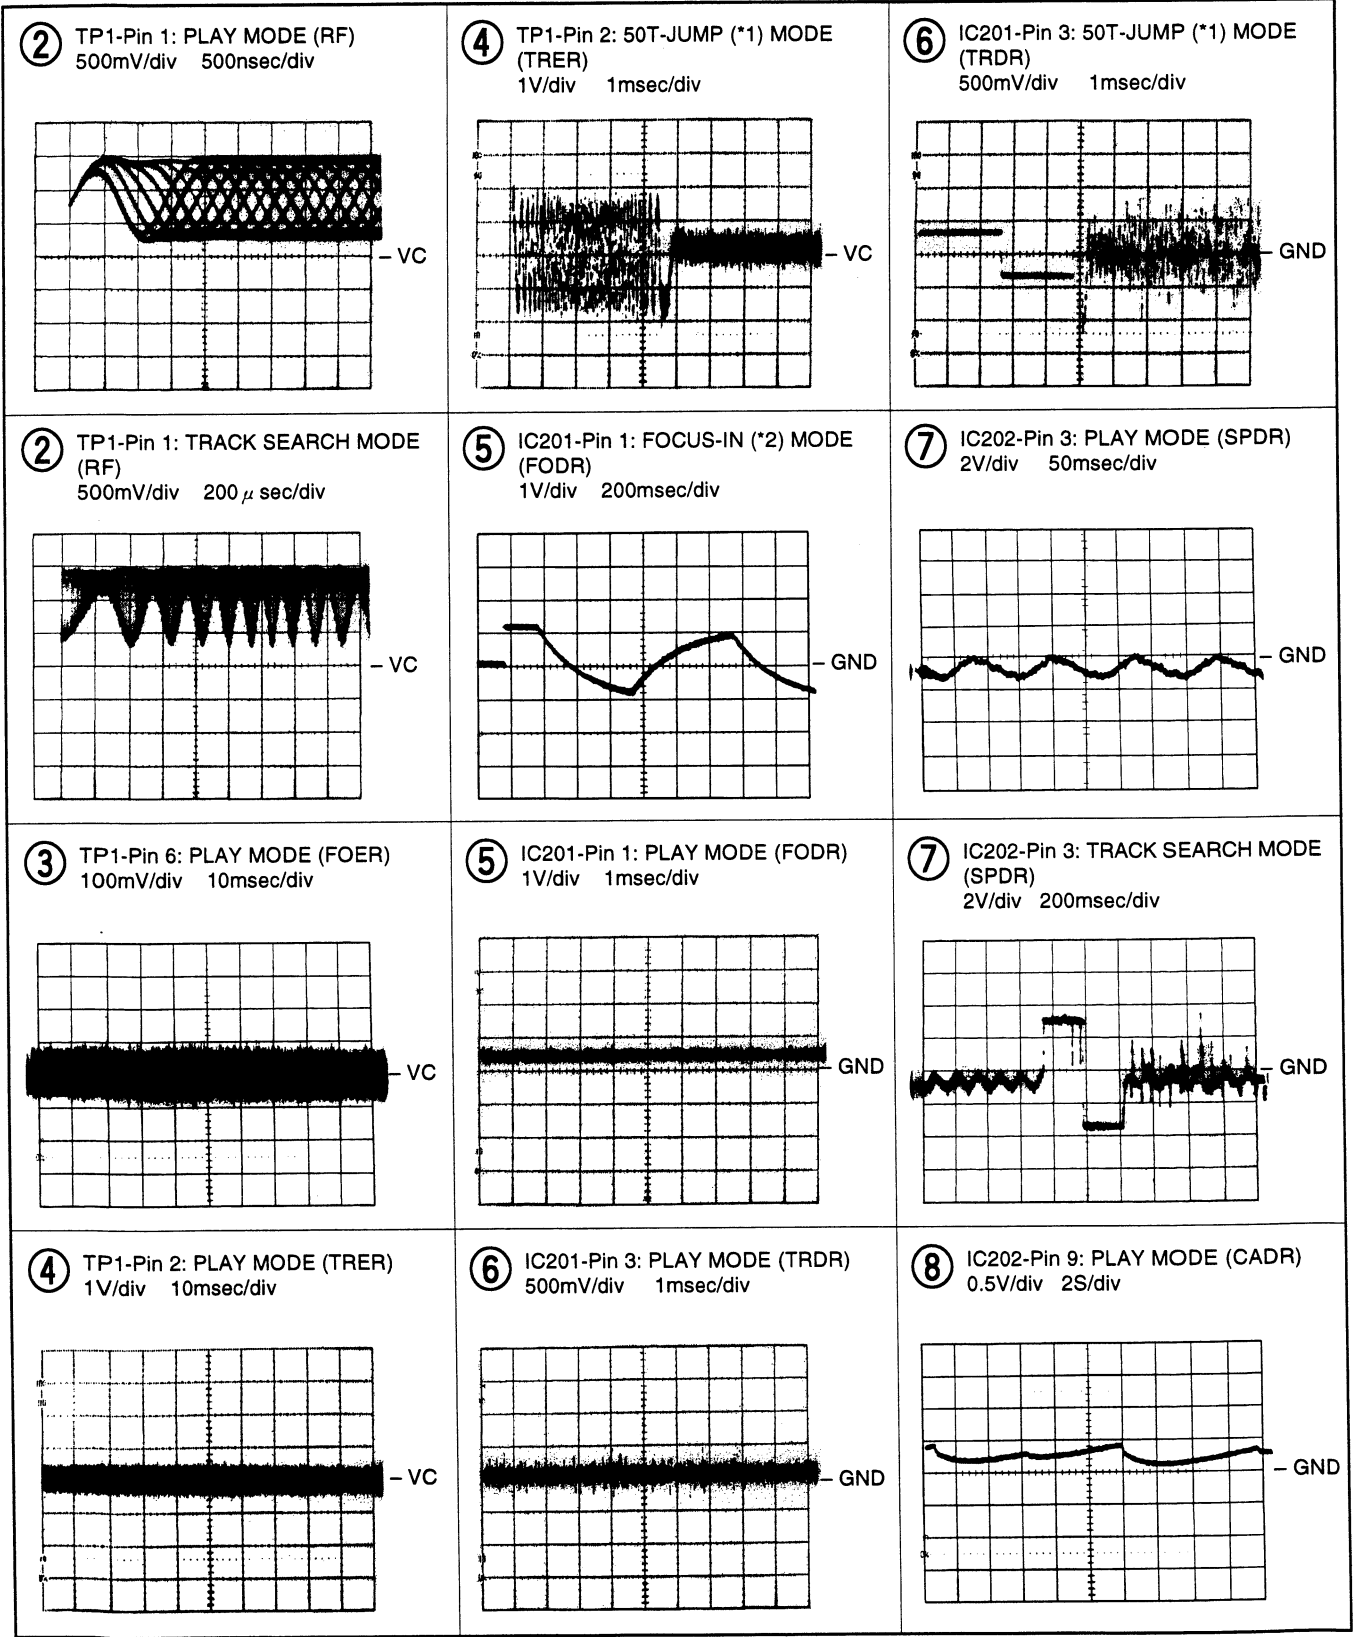 ② TP1-Pin 1: PLAY MODE (RF)
500mV/div 500nsec/div
VC
④ TP1-Pin 2: 50T-JUMP (*1) MODE
(TRER)
1V/div 1msec/div
VC
⑥ IC201-Pin 3: 50T-JUMP (*1) MODE
(TRDR)
500mV/div 1msec/div
GND
② TP1-Pin 1: TRACK SEARCH MODE
(RF)
500mV/div 200 μ sec/div
VC
⑤ IC201-Pin 1: FOCUS-IN (*2) MODE
(FODR)
1V/div 200msec/div
GND
⑦ IC202-Pin 3: PLAY MODE (SPDR)
2V/div 50msec/div
GND
③ TP1-Pin 6: PLAY MODE (FOER)
100mV/div 10msec/div
VC
⑤ IC201-Pin 1: PLAY MODE (FODR)
1V/div 1msec/div
GND
⑦ IC202-Pin 3: TRACK SEARCH MODE
(SPDR)
2V/div 200msec/div
GND
④ TP1-Pin 2: PLAY MODE (TRER)
1V/div 10msec/div
VC
⑥ IC201-Pin 3: PLAY MODE (TRDR)
500mV/div 1msec/div
GND
⑧ IC202-Pin 9: PLAY MODE (CADR)
0.5V/div 2S/div
GND